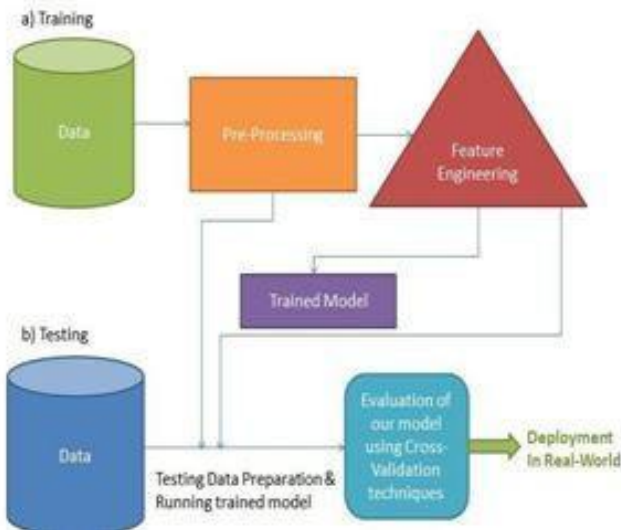 a) Training
Data
Pre-Processing
Feature
Engineering
Trained Model
b) Testing
Data
Testing Data Preparation &
Running trained model
Evaluation of
our model
using Cross-
Validation
techniques
Deployment
In Real-World